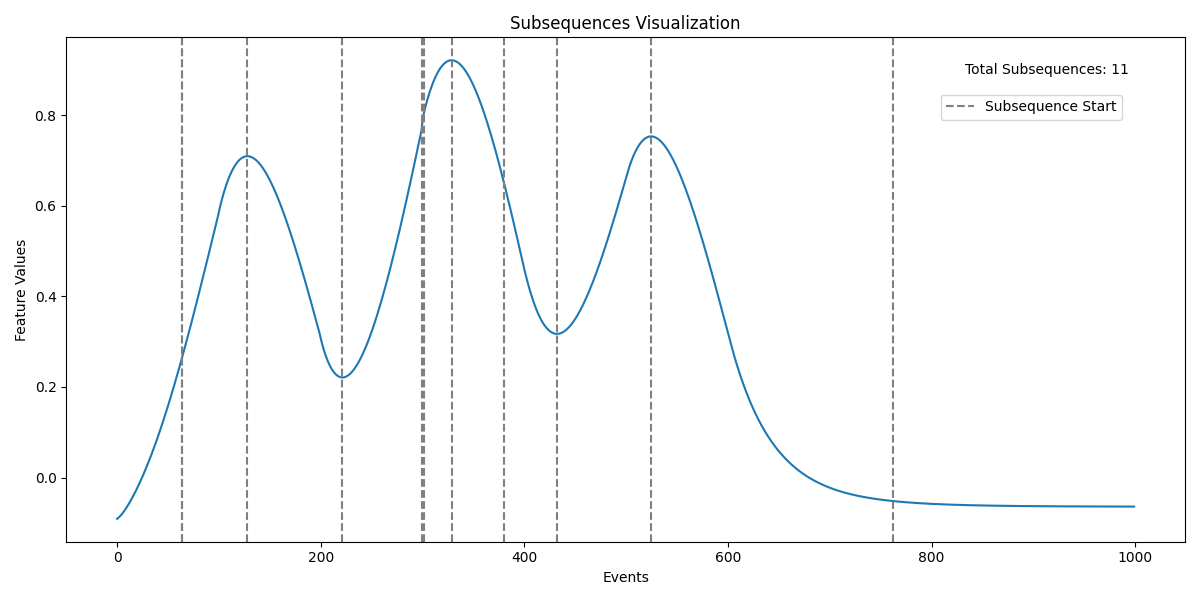 Subsequences Visualization
Total Subsequences: 11
Subsequence Start
Feature Values
0.8
0.6
0.4
0.2
0.0
0
200
400
600
800
1000
Events